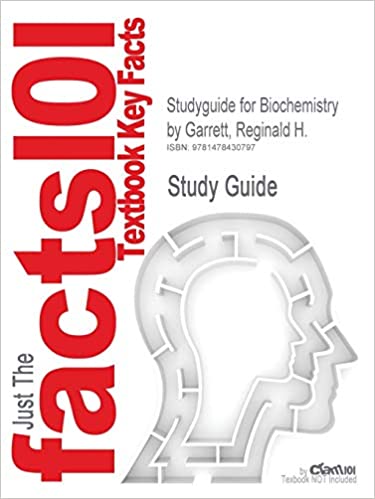 Just The
facts101
Textbook Key Facts
Studyguide for Biochemistry
by Garrett, Reginald H.
ISBN: 9781478430797
Study Guide
by Cram101
Textbook NOT Included